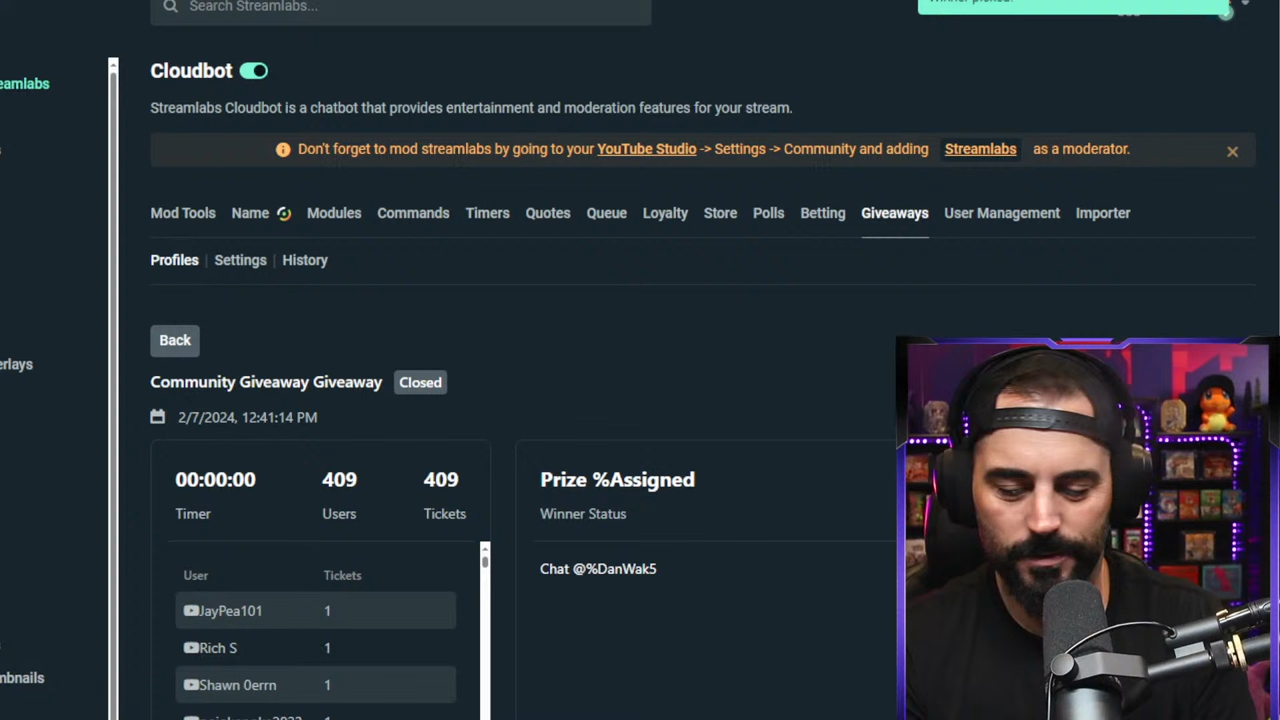 Search Streamlabs...
Winner picked!
Cloudbot
eamlabs
Streamlabs Cloudbot is a chatbot that provides entertainment and moderation features for your stream.
Don't forget to mod streamlabs by going to your YouTube Studio -> Settings -> Community and adding Streamlabs as a moderator.
Mod Tools Name Modules Commands Timers Quotes Queue Loyalty Store Polls Betting Giveaways User Management Importer
Profiles | Settings | History
Back
erlays
Community Giveaway Giveaway Closed
2/7/2024, 12:41:14 PM
00:00:00 409 409
Timer Users Tickets
Prize %Assigned
Winner Status
Chat @%DanWak5
User Tickets
JayPea101 1
Rich S 1
Shawn 0errn 1
mbnails